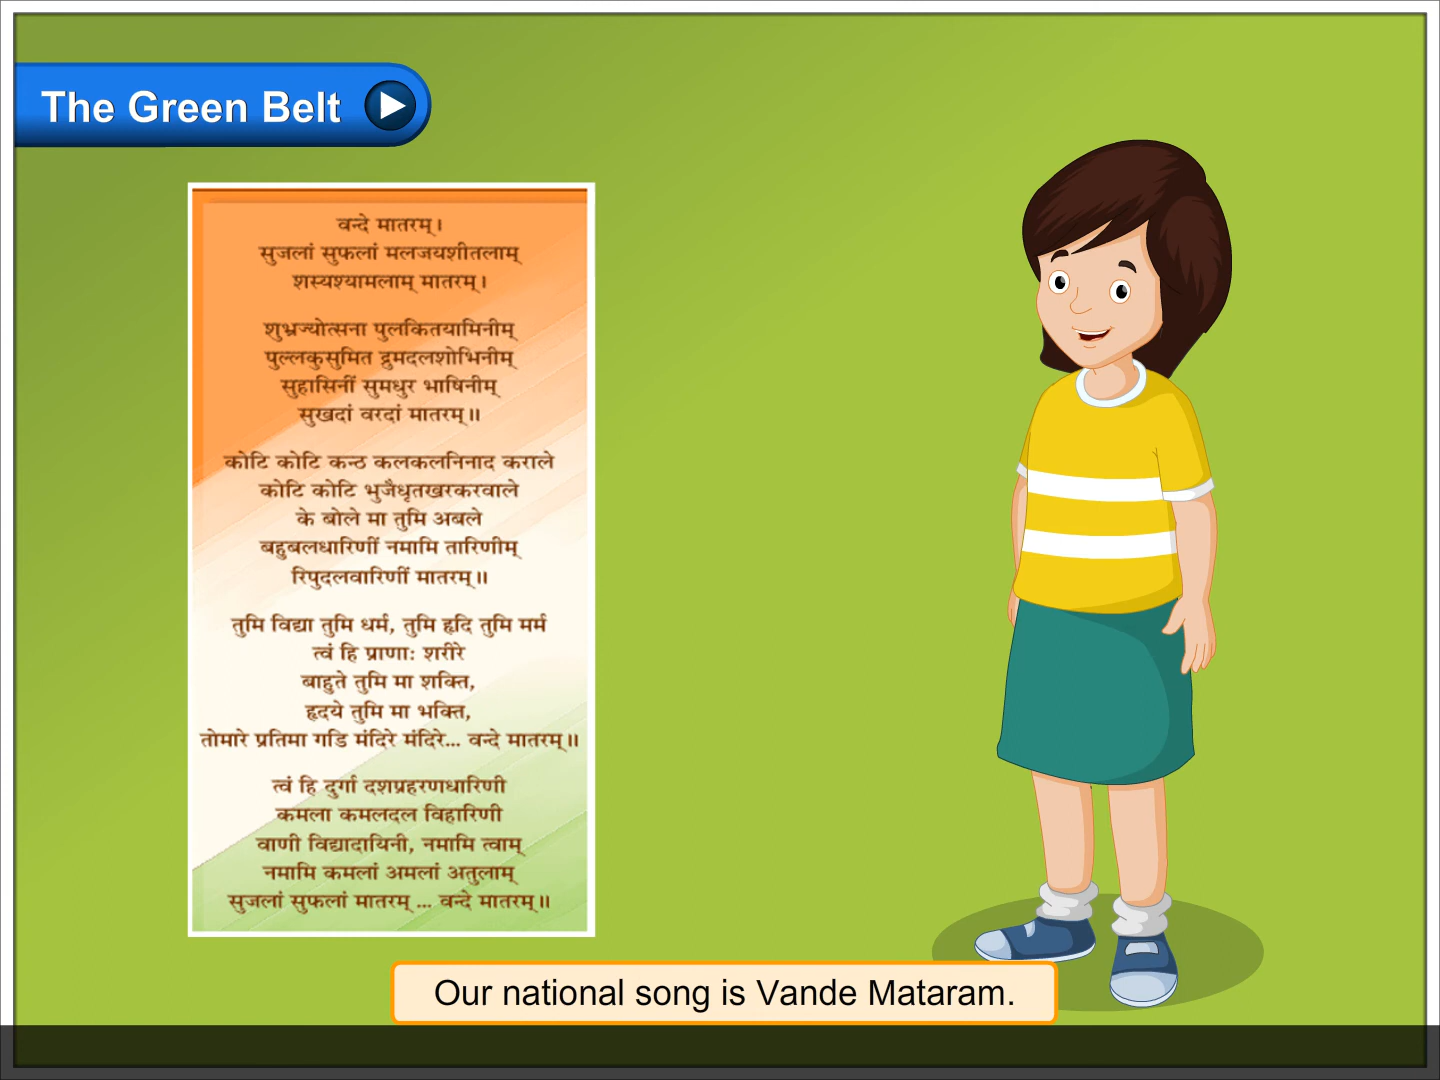 The Green Belt
वन्दे मातरम्।
सुजलां सुफलां मलजयशीतलाम्
शस्यश्यामलाम् मातरम्।
शुभ्रज्योत्सना पुलकितयामिनीम्
पुल्लकुसुमित द्रुमदलशोभिनीम्
सुहासिनीं सुमधुर भाषिनीम्
सुखदां वरदां मातरम्॥
कोटि कोटि कन्ठ कलकलनिनाद कराले
कोटि कोटि भुजैधृतखरकरवाले
के बोले मा तुमि अबले
बहुबलधारिणीं नमामि तारिणीम्
रिपुदलवारिणीं मातरम्॥
तुमि विद्या तुमि धर्म, तुमि हृदि तुमि मर्म
त्वं हि प्राणाः शरीरे
बाहुते तुमि मा शक्ति,
हृदये तुमि मा भक्ति,
तोमारे प्रतिमा गडि मंदिरे मंदिरे... वन्दे मातरम्॥
त्वं हि दुर्गा दशप्रहरणधारिणी
कमला कमलदल विहारिणी
वाणी विद्यादायिनी, नमामि त्वाम्
नमामि कमलां अमलां अतुलाम्
सुजलां सुफलां मातरम् ... वन्दे मातरम्॥
Our national song is Vande Mataram.